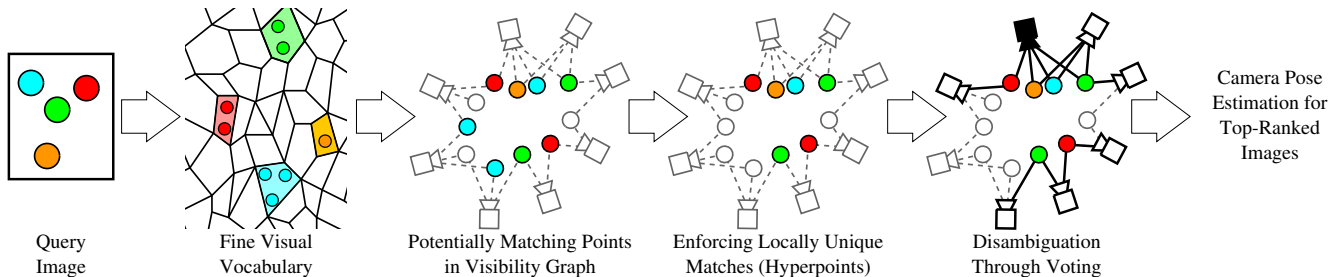 Query
Image
Fine Visual
Vocabulary
Potentially Matching Points
in Visibility Graph
Enforcing Locally Unique
Matches (Hyperpoints)
Disambiguation
Through Voting
Camera Pose
Estimation for
Top-Ranked
Images